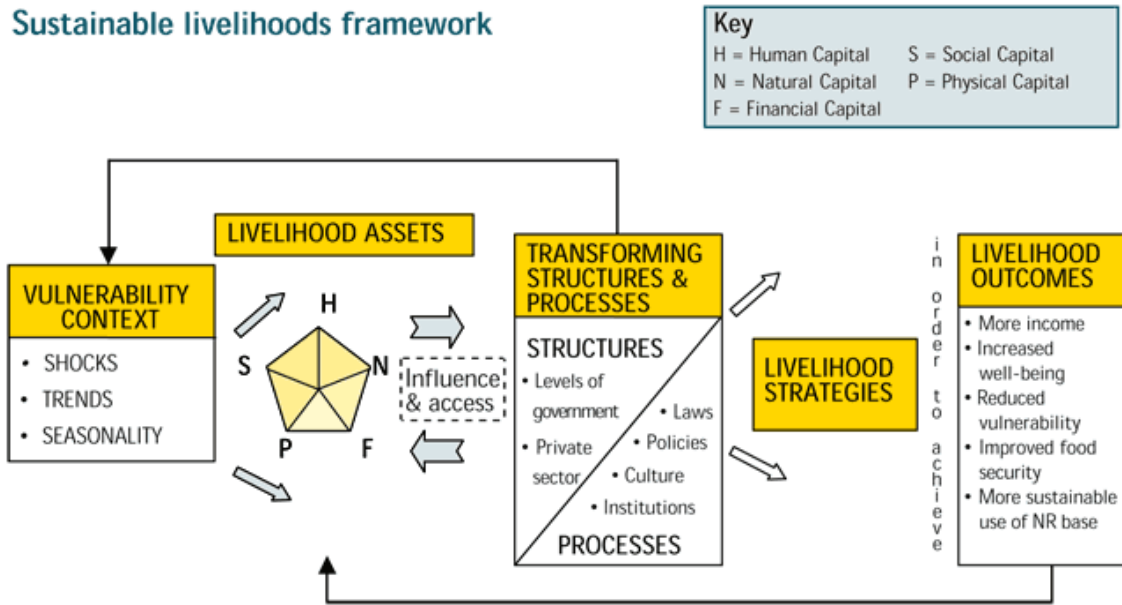 Sustainable livelihoods framework
Key
H = Human Capital S = Social Capital
N = Natural Capital P = Physical Capital
F = Financial Capital
LIVELIHOOD ASSETS
VULNERABILITY
CONTEXT
• SHOCKS
• TRENDS
• SEASONALITY
H
S
N
P
F
Influence
& access
TRANSFORMING
STRUCTURES &
PROCESSES
STRUCTURES
• Levels of
government
• Private
sector
• Laws
• Policies
• Culture
• Institutions
PROCESSES
LIVELIHOOD
STRATEGIES
in order to achieve
LIVELIHOOD
OUTCOMES
• More income
• Increased
well-being
• Reduced
vulnerability
• Improved food
security
• More sustainable
use of NR base